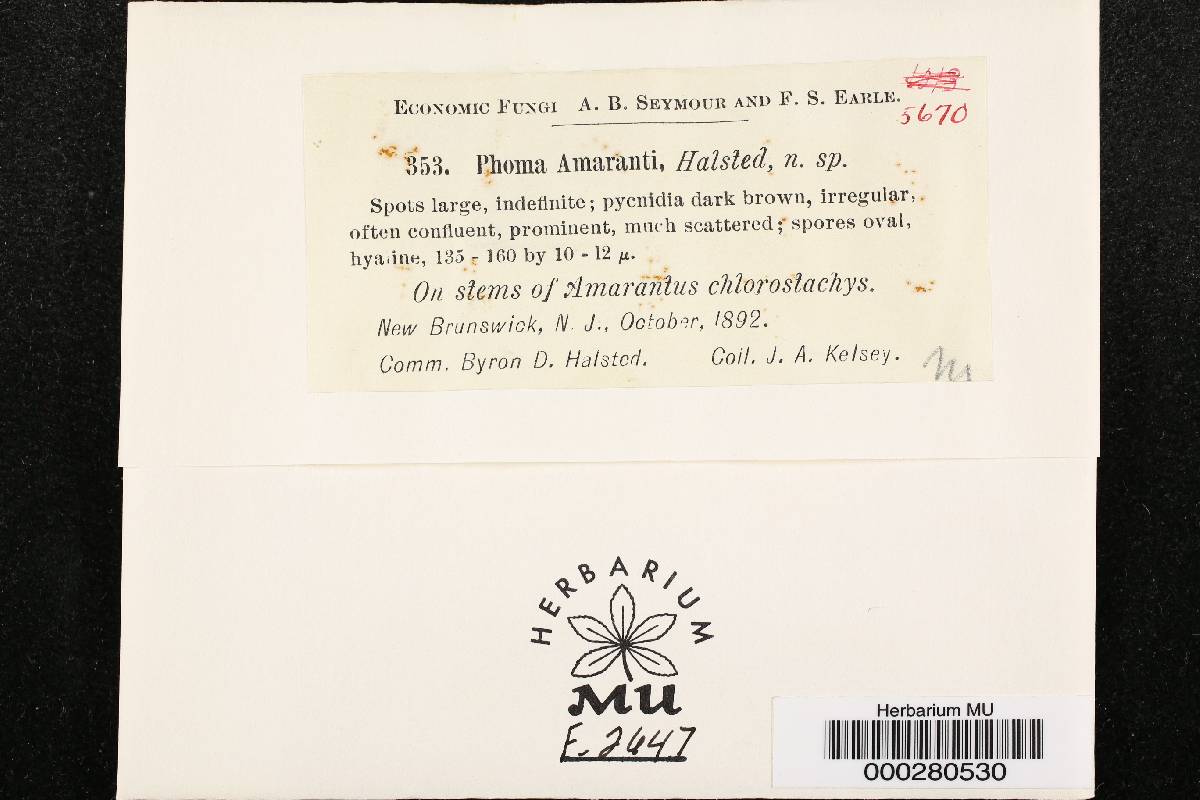 ECONOMIC FUNGI A. B. SEYMOUR AND F. S. EARLE.
5670
353. Phoma Amaranti, Halsted, n. sp.
Spots large, indefinite; pycnidia dark brown, irregular,
often confluent, prominent, much scattered; spores oval,
hyaline, 135 - 160 by 10 - 12 µ.
On stems of Amarantus chlorostachys.
New Brunswick, N. J., October, 1892.
Comm. Byron D. Halsted. Coll. J. A. Kelsey.
HERBARIUM
MU
F. 2647
Herbarium MU
000280530